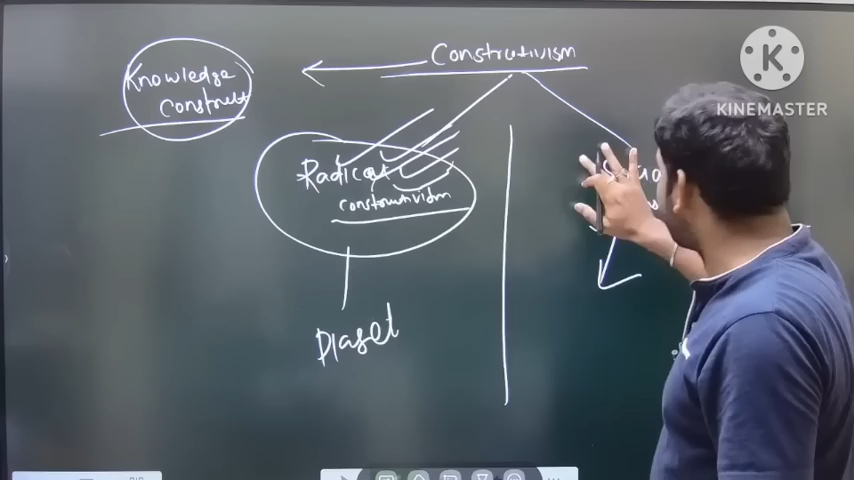 Constructivism
Knowledge
Construct
Radical
constructivism
Piaget
K
KINEMASTER